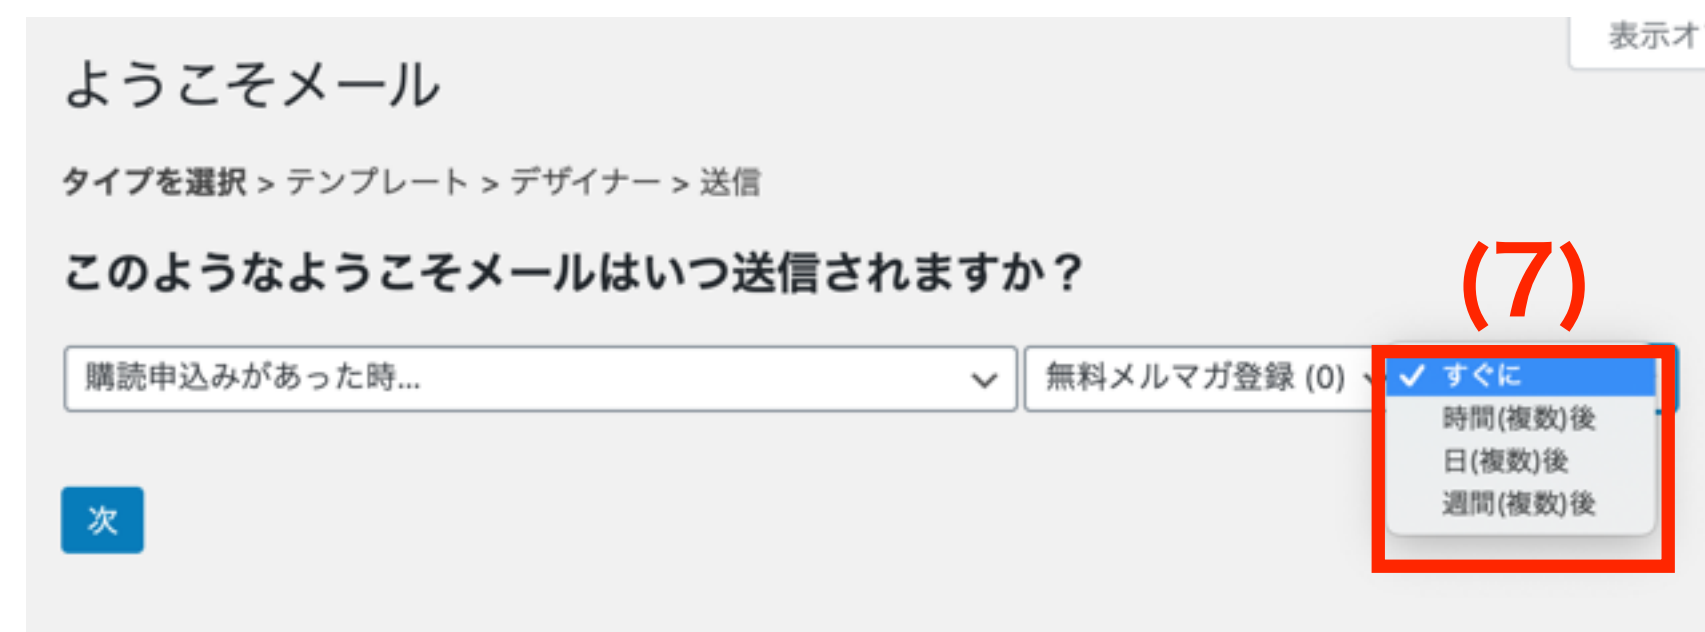 表示オ
ようこそメール
タイプを選択 > テンプレート > デザイナー > 送信
このようなようこそメールはいつ送信されますか？
(7)
購読申込みがあった時... 無料メルマガ登録 (0) ✓ すぐに
時間(複数)後
日(複数)後
週間(複数)後
次